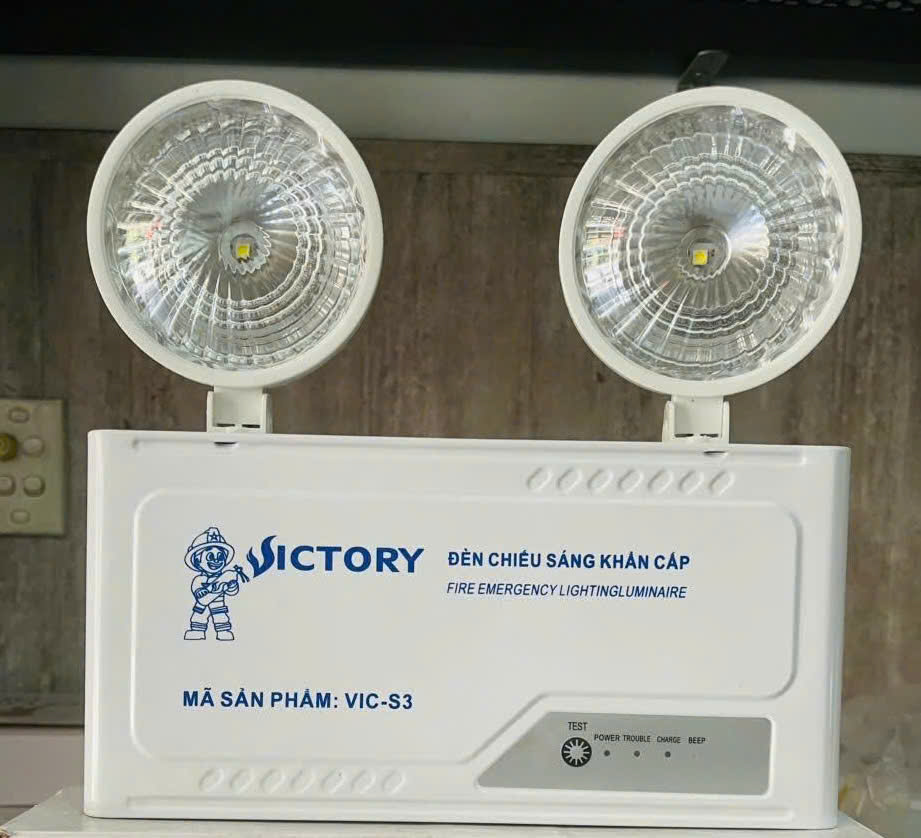 VICTORY
ĐÈN CHIẾU SÁNG KHẨN CẤP
FIRE EMERGENCY LIGHTINGLUMINAIRE
MÃ SẢN PHẨM: VIC-S3
TEST
POWER TROUBLE CHARGE BEEP